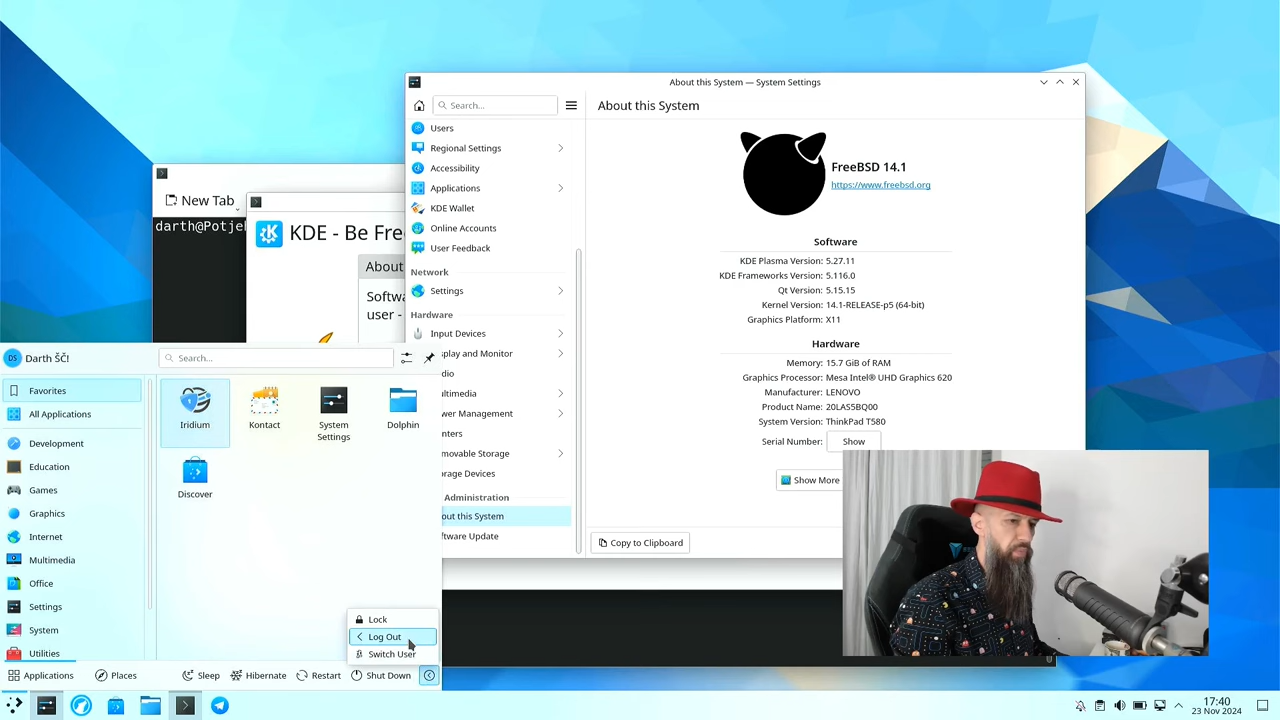 About this System — System Settings
Search...
About this System
Users
Regional Settings
Accessibility
Applications
KDE Wallet
Online Accounts
User Feedback
Network
Settings
Hardware
Input Devices
splay and Monitor
dio
ultimedia
wer Management
nters
movable Storage
orage Devices
Administration
out this System
ftware Update
FreeBSD 14.1
https://www.freebsd.org
Software
KDE Plasma Version: 5.27.11
KDE Frameworks Version: 5.116.0
Qt Version: 5.15.15
Kernel Version: 14.1-RELEASE-p5 (64-bit)
Graphics Platform: X11
Hardware
Memory: 15.7 GiB of RAM
Graphics Processor: Mesa Intel® UHD Graphics 620
Manufacturer: LENOVO
Product Name: 20LAS5BQ00
System Version: ThinkPad T580
Serial Number: Show
Show More
Copy to Clipboard
New Tab
darth@Potje
KDE - Be Fre
About
Softwa
user -
DS Darth ŠČ!
Search...
Favorites
All Applications
Development
Education
Games
Graphics
Internet
Multimedia
Office
Settings
System
Utilities
Iridium
Kontact
System
Settings
Dolphin
Discover
Lock
Log Out
Switch User
Applications
Places
Sleep
Hibernate
Restart
Shut Down
17:40
23 Nov 2024